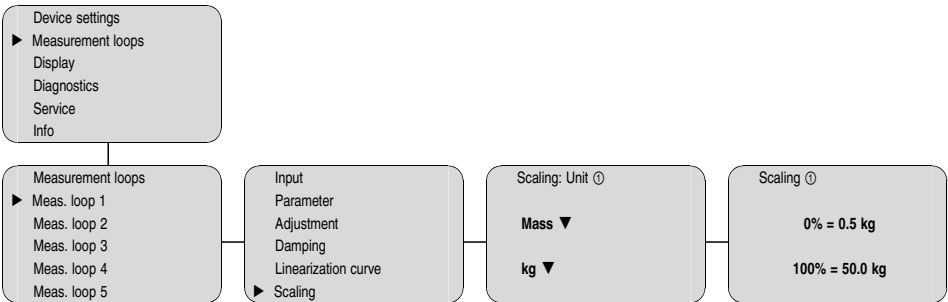 Device settings
▶ Measurement loops
Display
Diagnostics
Service
Info
Measurement loops
▶ Meas. loop 1
Meas. loop 2
Meas. loop 3
Meas. loop 4
Meas. loop 5
Input
Parameter
Adjustment
Damping
Linearization curve
▶ Scaling
Scaling: Unit ①
Mass ▼
kg ▼
Scaling ①
0% = 0.5 kg
100% = 50.0 kg